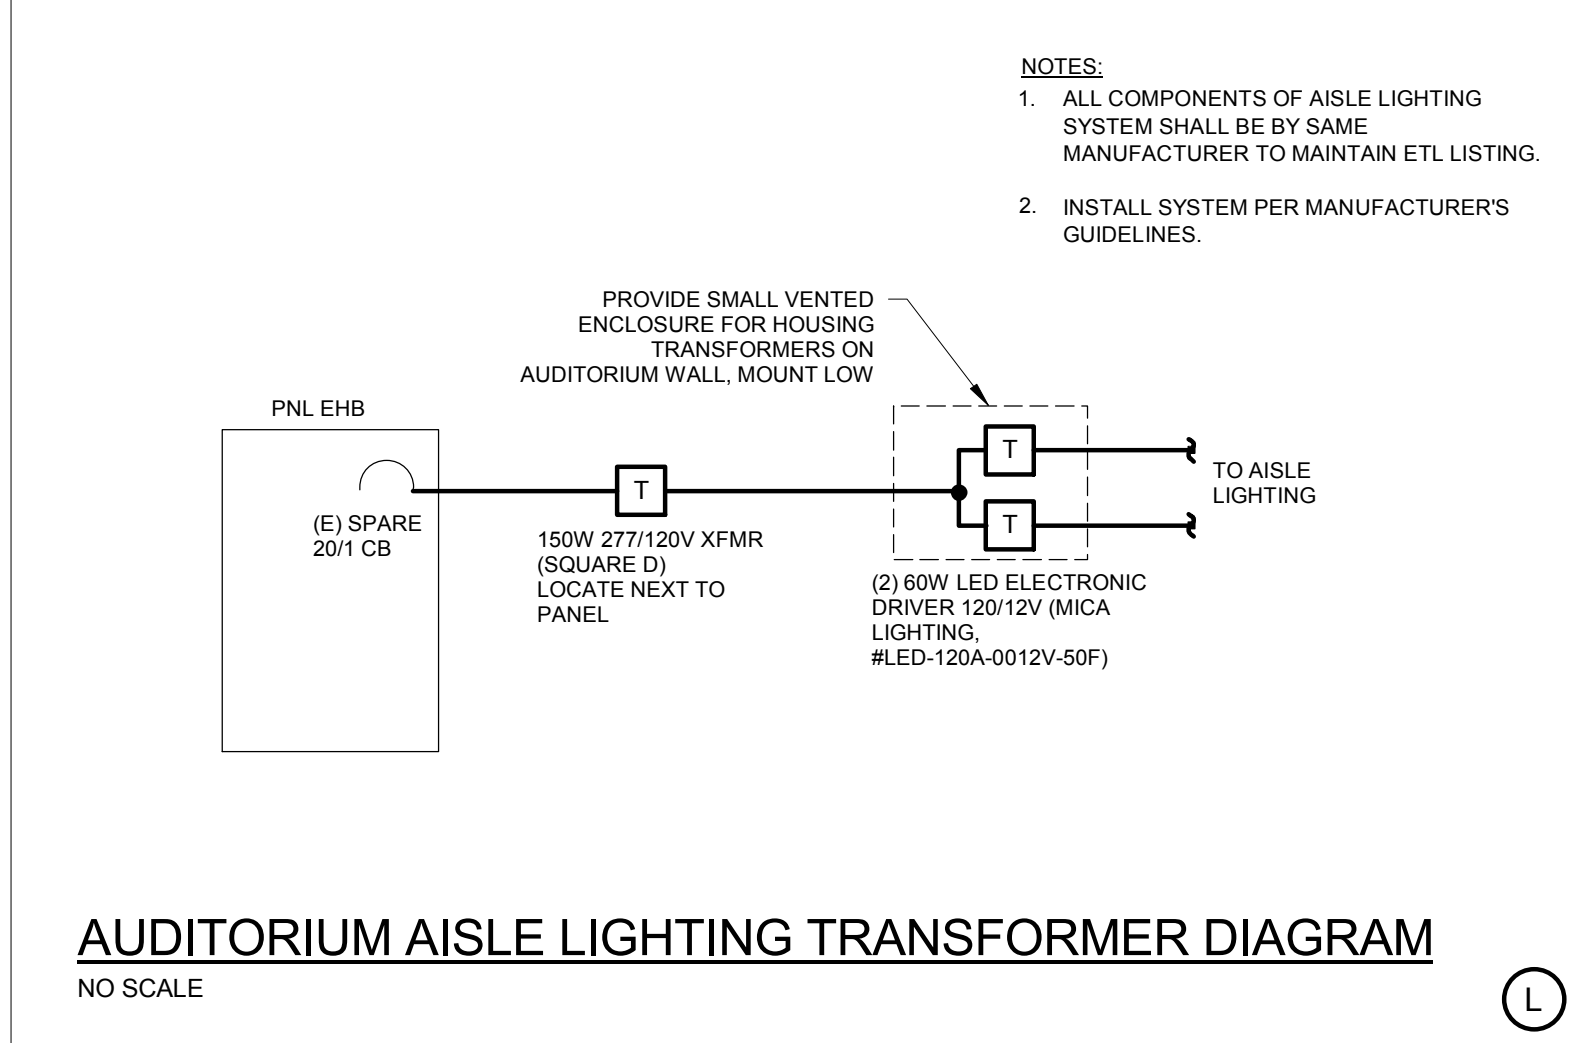 NOTES:
1. ALL COMPONENTS OF AISLE LIGHTING
SYSTEM SHALL BE BY SAME
MANUFACTURER TO MAINTAIN ETL LISTING.
2. INSTALL SYSTEM PER MANUFACTURER'S
GUIDELINES.
PROVIDE SMALL VENTED
ENCLOSURE FOR HOUSING
TRANSFORMERS ON
AUDITORIUM WALL, MOUNT LOW
PNL EHB
(E) SPARE
20/1 CB
T
150W 277/120V XFMR
(SQUARE D)
LOCATE NEXT TO
PANEL
T
T
TO AISLE
LIGHTING
(2) 60W LED ELECTRONIC
DRIVER 120/12V (MICA
LIGHTING,
#LED-120A-0012V-50F)
AUDITORIUM AISLE LIGHTING TRANSFORMER DIAGRAM
NO SCALE
L